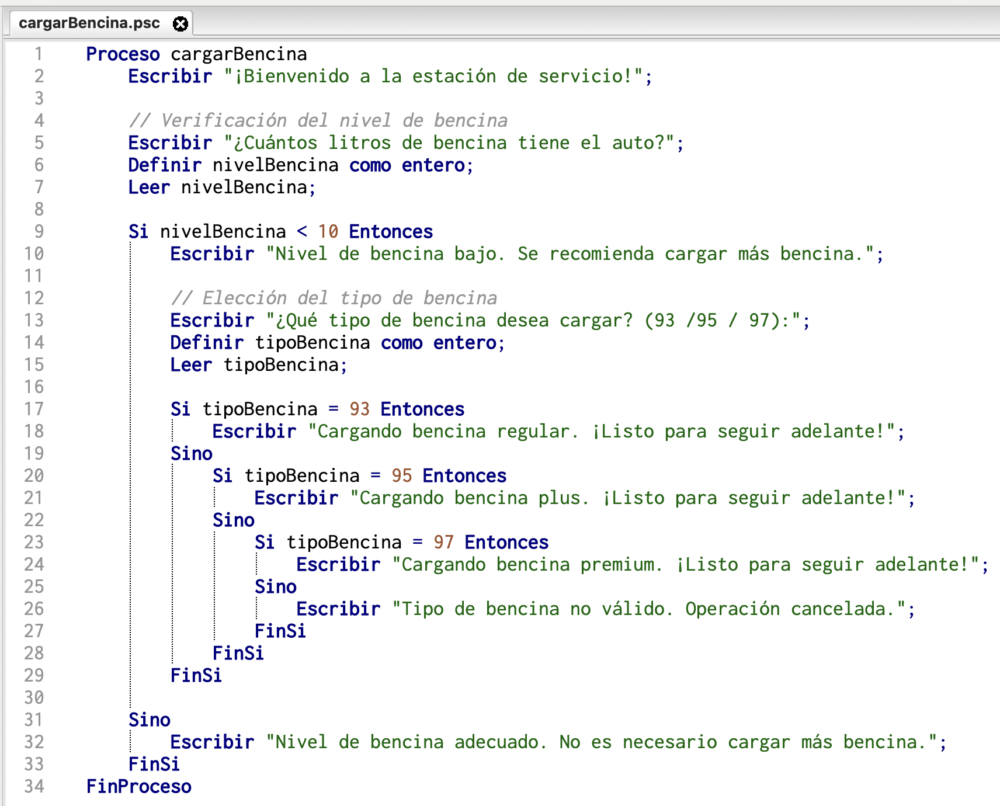 cargarBencina.psc
1 Proceso cargarBencina
2 Escribir "¡Bienvenido a la estación de servicio!";
3
4 // Verificación del nivel de bencina
5 Escribir "¿Cuántos litros de bencina tiene el auto?";
6 Definir nivelBencina como entero;
7 Leer nivelBencina;
8
9 Si nivelBencina < 10 Entonces
10 Escribir "Nivel de bencina bajo. Se recomienda cargar más bencina.";
11
12 // Elección del tipo de bencina
13 Escribir "¿Qué tipo de bencina desea cargar? (93 /95 / 97):";
14 Definir tipoBencina como entero;
15 Leer tipoBencina;
16
17 Si tipoBencina = 93 Entonces
18 Escribir "Cargando bencina regular. ¡Listo para seguir adelante!";
19 Sino
20 Si tipoBencina = 95 Entonces
21 Escribir "Cargando bencina plus. ¡Listo para seguir adelante!";
22 Sino
23 Si tipoBencina = 97 Entonces
24 Escribir "Cargando bencina premium. ¡Listo para seguir adelante!";
25 Sino
26 Escribir "Tipo de bencina no válido. Operación cancelada.";
27 FinSi
28 FinSi
29 FinSi
30
31 Sino
32 Escribir "Nivel de bencina adecuado. No es necesario cargar más bencina.";
33 FinSi
34 FinProceso